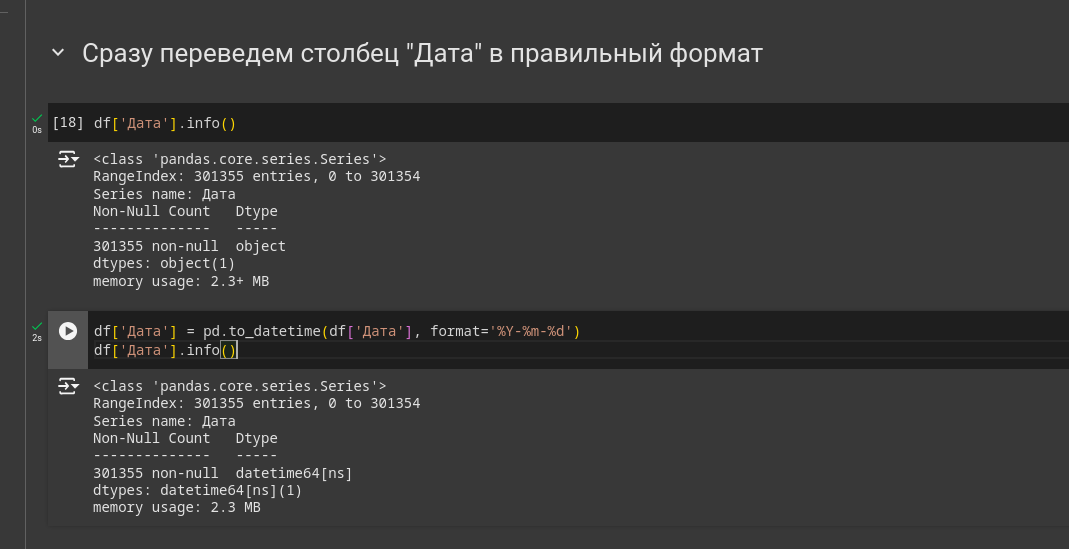 Сразу переведем столбец "Дата" в правильный формат
[18] df['Дата'].info()
0s
<class 'pandas.core.series.Series'>
RangeIndex: 301355 entries, 0 to 301354
Series name: Дата
Non-Null Count   Dtype
--------------   -----
301355 non-null  object
dtypes: object(1)
memory usage: 2.3+ MB
df['Дата'] = pd.to_datetime(df['Дата'], format='%Y-%m-%d')
2s
df['Дата'].info()
<class 'pandas.core.series.Series'>
RangeIndex: 301355 entries, 0 to 301354
Series name: Дата
Non-Null Count   Dtype
--------------   -----
301355 non-null  datetime64[ns]
dtypes: datetime64[ns](1)
memory usage: 2.3 MB